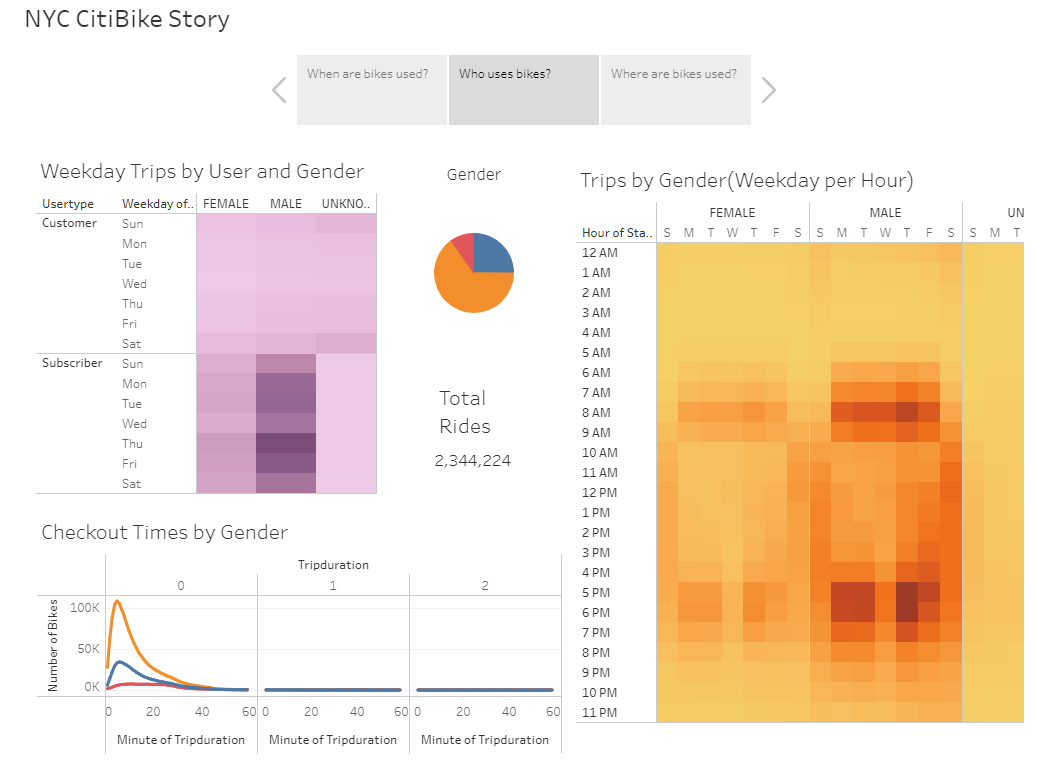 NYC CitiBike Story
When are bikes used?
Who uses bikes?
Where are bikes used?
Weekday Trips by User and Gender
Usertype Weekday of.. FEMALE MALE UNKNO..
Customer Sun
Mon
Tue
Wed
Thu
Fri
Sat
Subscriber Sun
Mon
Tue
Wed
Thu
Fri
Sat
Gender
Total
Rides
2,344,224
Checkout Times by Gender
Tripduration
0 1 2
Number of Bikes
100K
50K
0K
0 20 40 60 0 20 40 60 0 20 40 60
Minute of Tripduration Minute of Tripduration Minute of Tripduration
Trips by Gender(Weekday per Hour)
FEMALE MALE UN
Hour of Sta.. S M T W T F S S M T W T F S S M T
12 AM
1 AM
2 AM
3 AM
4 AM
5 AM
6 AM
7 AM
8 AM
9 AM
10 AM
11 AM
12 PM
1 PM
2 PM
3 PM
4 PM
5 PM
6 PM
7 PM
8 PM
9 PM
10 PM
11 PM